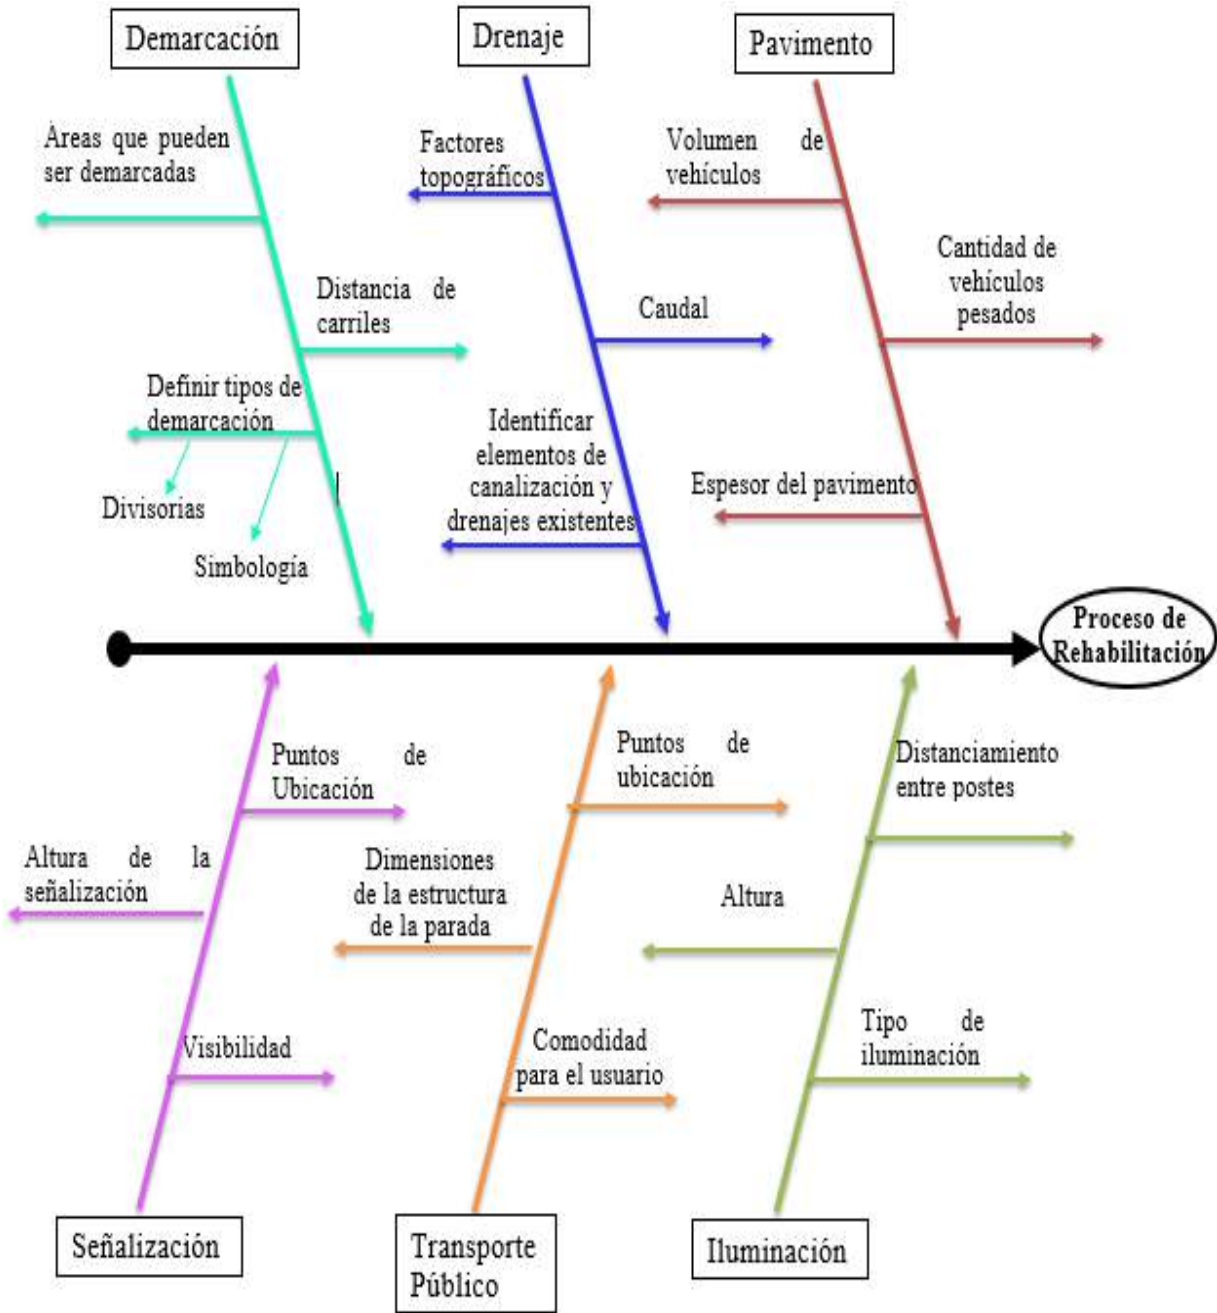 Demarcación
Drenaje
Pavimento
Áreas que pueden
ser demarcadas
Distancia de
carriles
Definir tipos de
demarcación
Divisorias
Simbología
Factores
topográficos
Caudal
Identificar
elementos de
canalización y
drenajes existentes
Volumen de
vehículos
Cantidad de
vehículos
pesados
Espesor del pavimento
Proceso de
Rehabilitación
Puntos de
Ubicación
Altura de la
señalización
Visibilidad
Puntos de
ubicación
Dimensiones
de la estructura
de la parada
Comodidad
para el usuario
Distanciamiento
entre postes
Altura
Tipo de
iluminación
Señalización
Transporte
Público
Iluminación